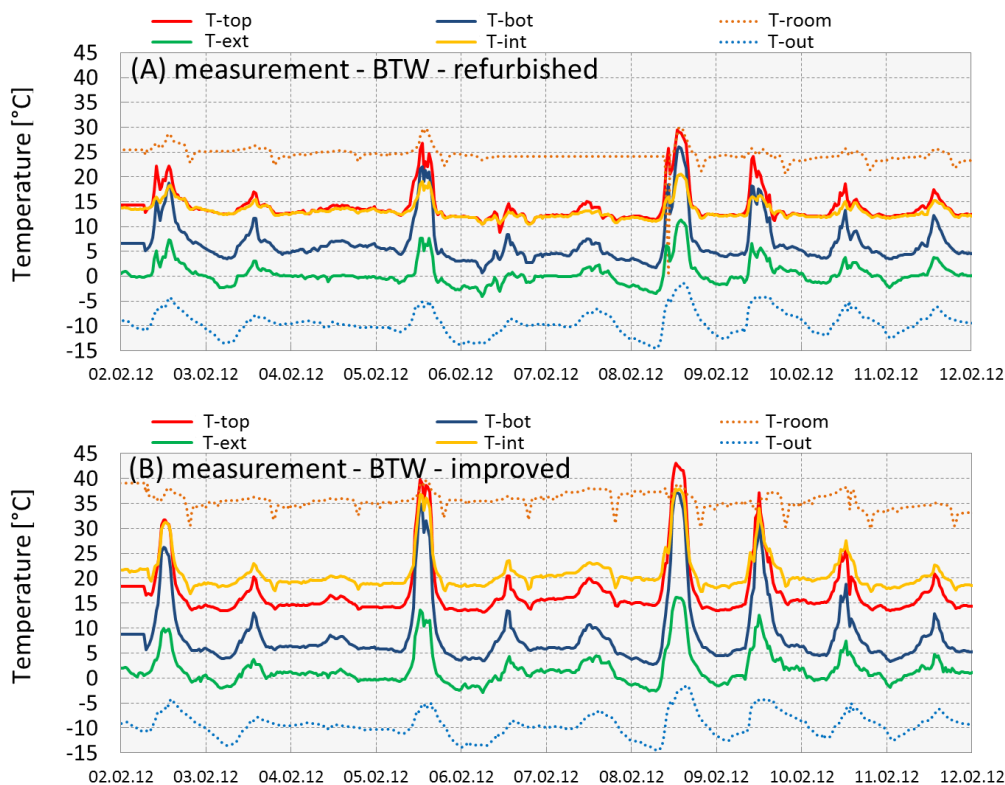 T-top T-bot T-room
T-ext T-int T-out
(A) measurement - BTW - refurbished
Temperature [°C]
45
40
35
30
25
20
15
10
5
0
-5
-10
-15
02.02.12 03.02.12 04.02.12 05.02.12 06.02.12 07.02.12 08.02.12 09.02.12 10.02.12 11.02.12 12.02.12
T-top T-bot T-room
T-ext T-int T-out
(B) measurement - BTW - improved
Temperature [°C]
45
40
35
30
25
20
15
10
5
0
-5
-10
-15
02.02.12 03.02.12 04.02.12 05.02.12 06.02.12 07.02.12 08.02.12 09.02.12 10.02.12 11.02.12 12.02.12